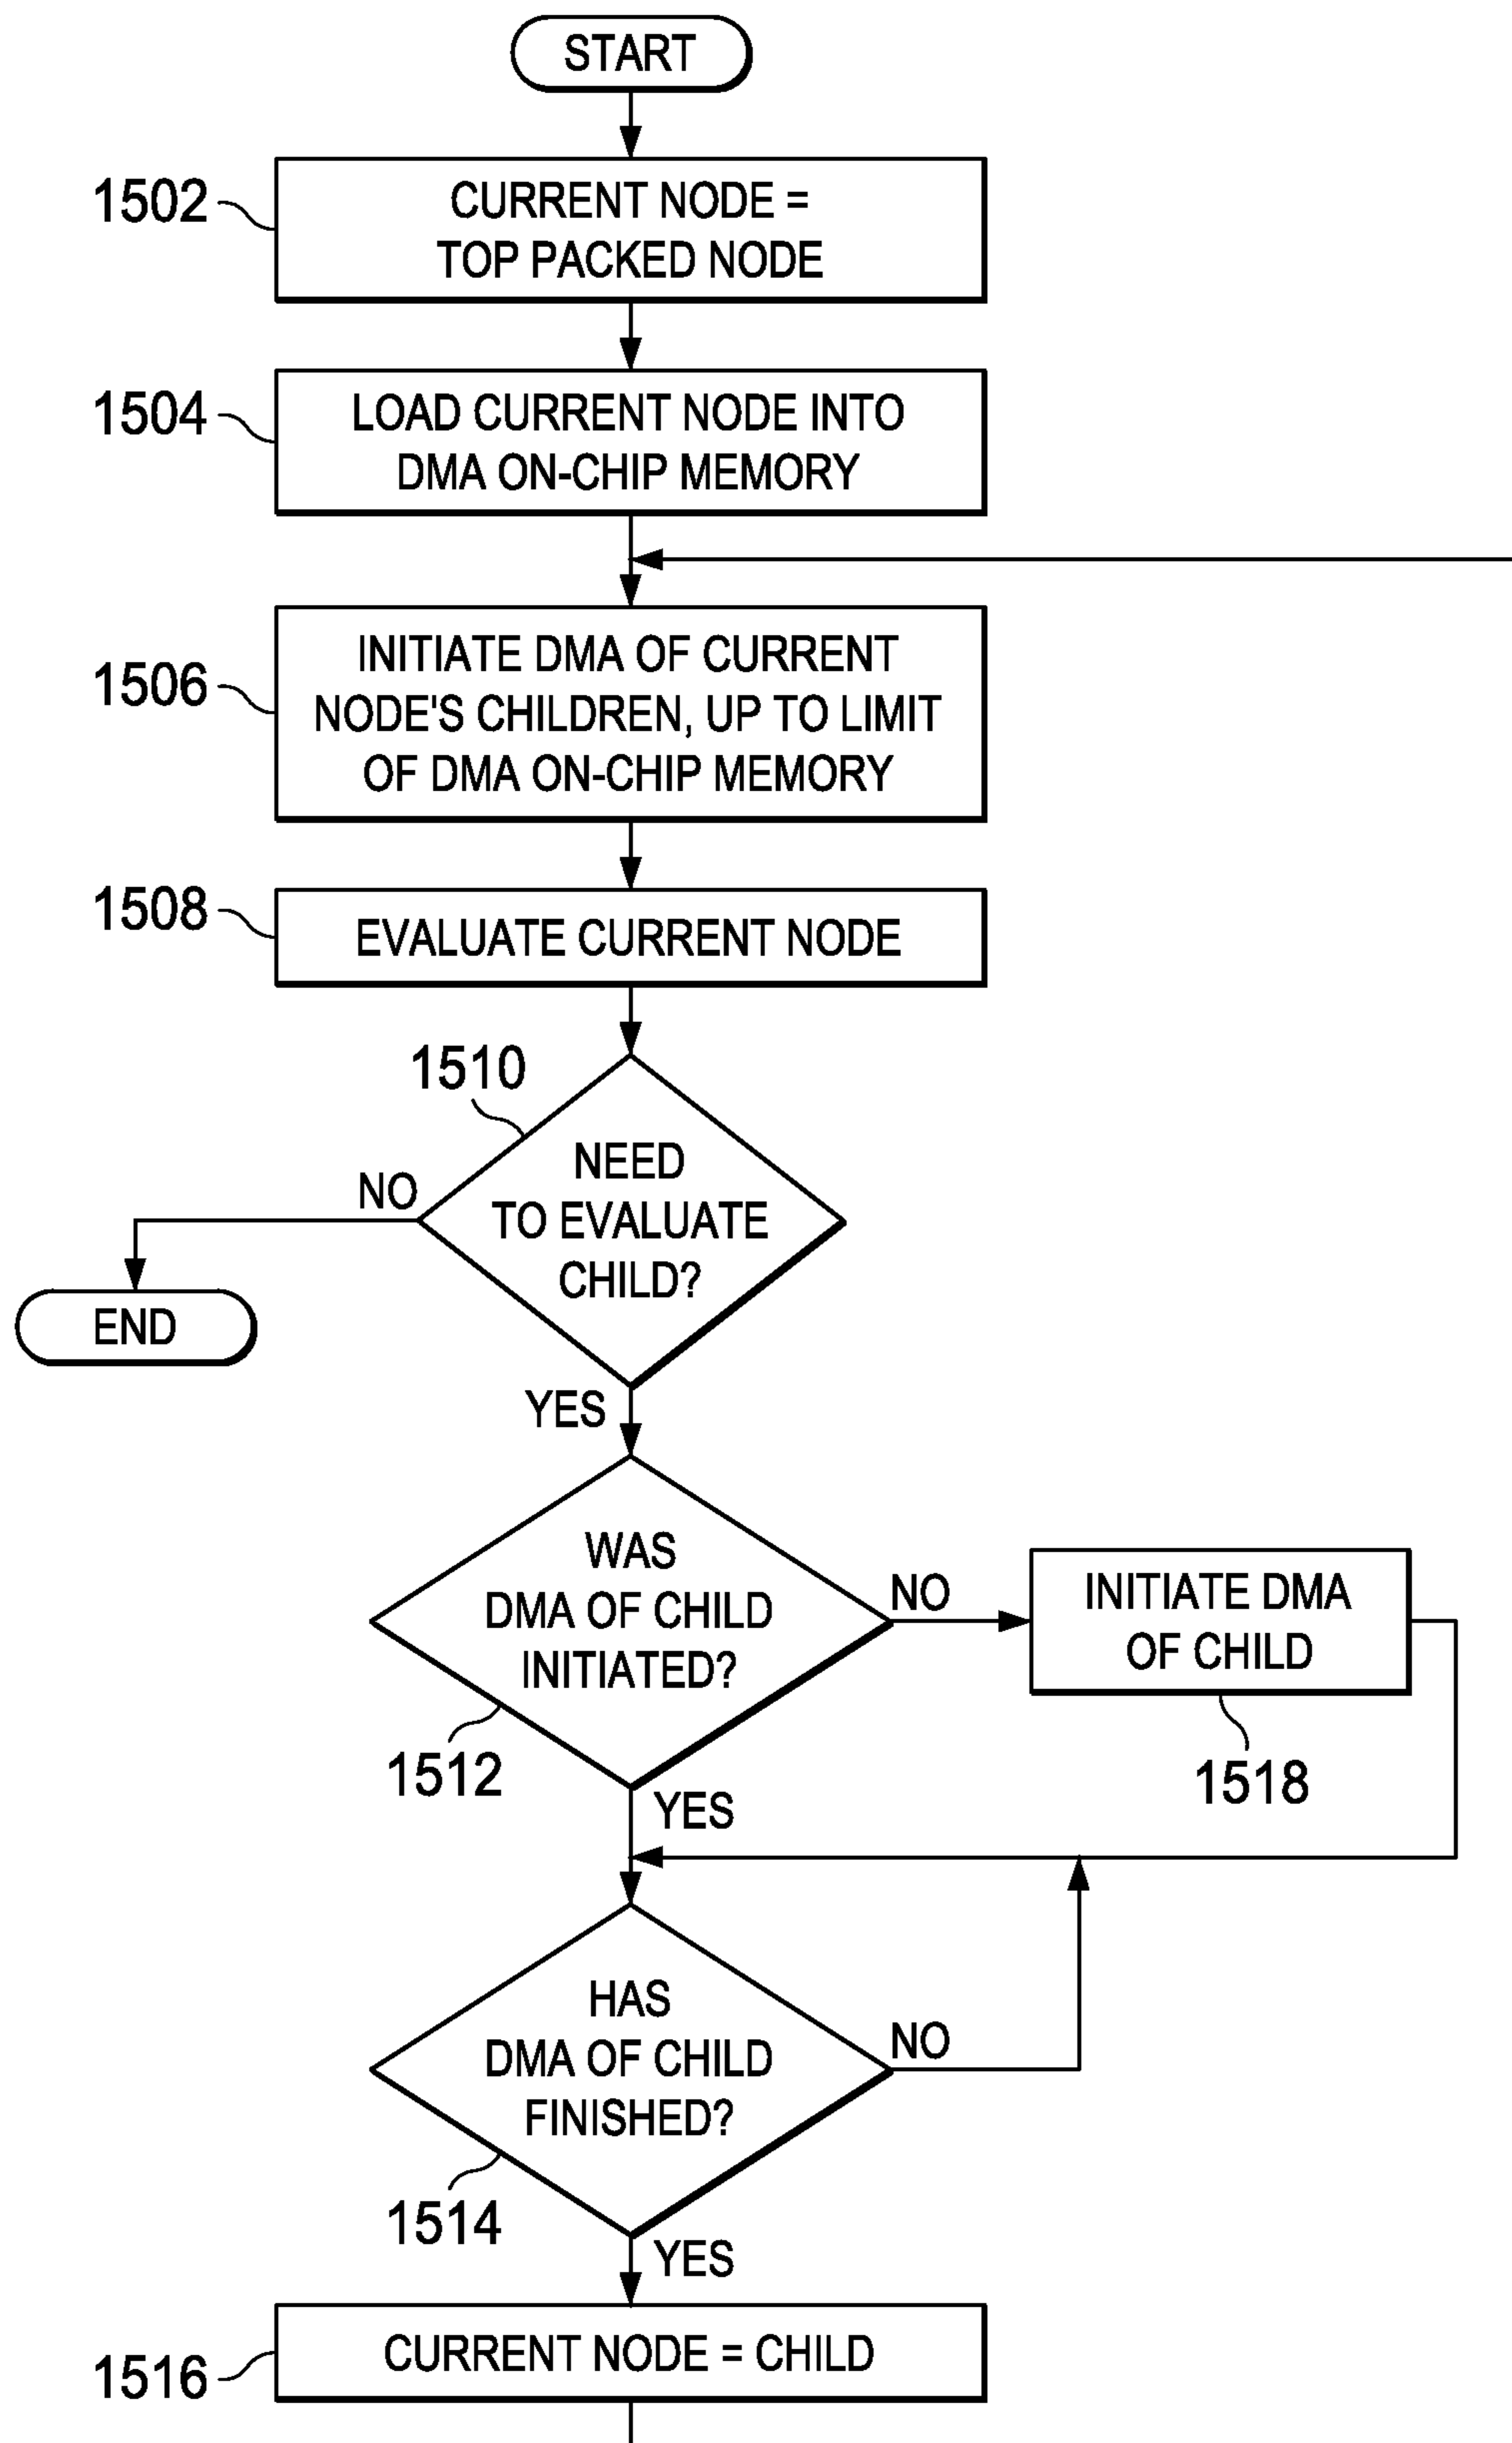 START
1502
CURRENT NODE =
TOP PACKED NODE
1504
LOAD CURRENT NODE INTO
DMA ON-CHIP MEMORY
1506
INITIATE DMA OF CURRENT
NODE'S CHILDREN, UP TO LIMIT
OF DMA ON-CHIP MEMORY
1508
EVALUATE CURRENT NODE
1510
NEED
TO EVALUATE
CHILD?
NO
END
YES
WAS
DMA OF CHILD
INITIATED?
1512
NO
INITIATE DMA
OF CHILD
1518
YES
HAS
DMA OF CHILD
FINISHED?
1514
NO
YES
1516
CURRENT NODE = CHILD